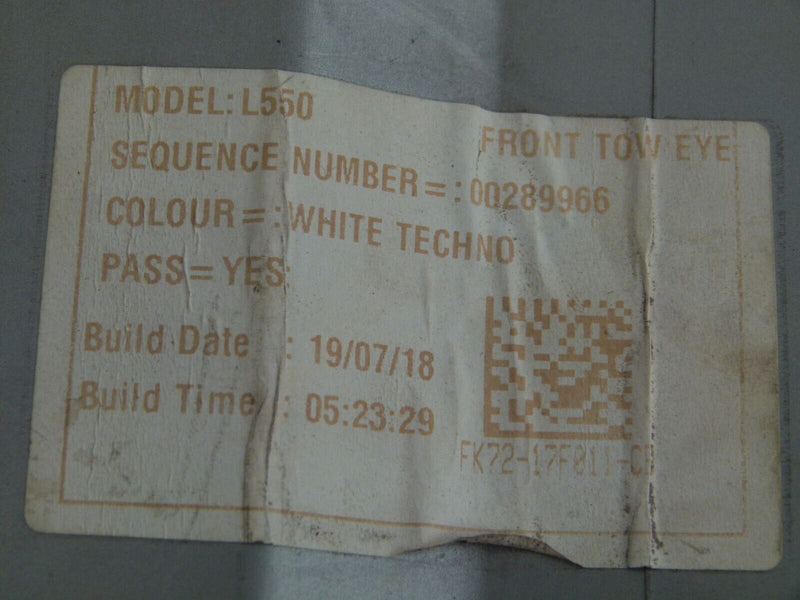 MODEL: L550
FRONT TOW EYE
SEQUENCE NUMBER=: 00289966
COLOUR=: WHITE TECHNO
PASS=YES:
Build Date : 19/07/18
Build Time : 05:23:29